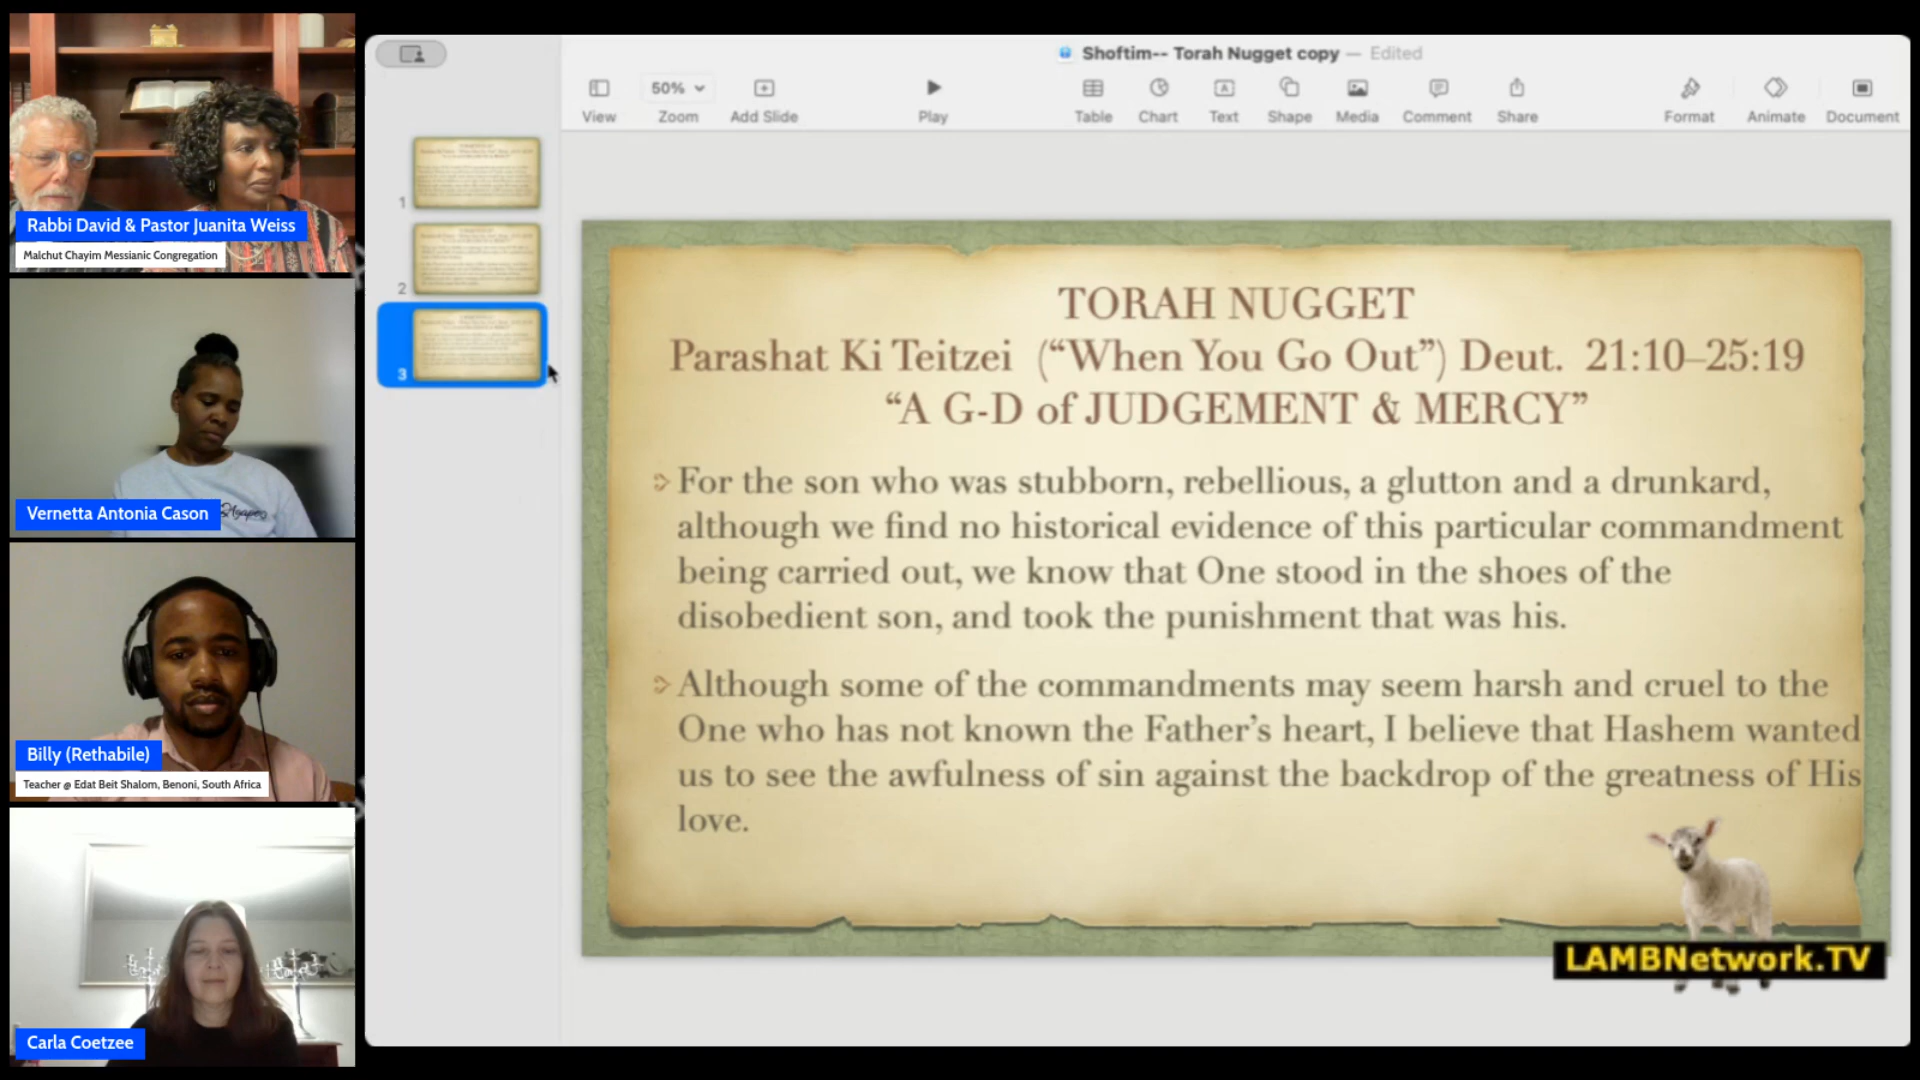 Rabbi David & Pastor Juanita Weiss
Malchut Chayim Messianic Congregation
Vernetta Antonia Cason
Agapeo
Billy (Rethabile)
Teacher @ Edat Beit Shalom, Benoni, South Africa
Carla Coetzee
Shoftim-- Torah Nugget copy — Edited
50%
View
Zoom
Add Slide
Play
Table
Chart
Text
Shape
Media
Comment
Share
Format
Animate
Document
1
2
3
TORAH NUGGET
Parashat Ki Teitzei (“When You Go Out”) Deut. 21:10–25:19
“A G-D of JUDGEMENT & MERCY”
For the son who was stubborn, rebellious, a glutton and a drunkard,
although we find no historical evidence of this particular commandment
being carried out, we know that One stood in the shoes of the
disobedient son, and took the punishment that was his.
Although some of the commandments may seem harsh and cruel to the
One who has not known the Father’s heart, I believe that Hashem wanted
us to see the awfulness of sin against the backdrop of the greatness of His
love.
LAMBNetwork.TV